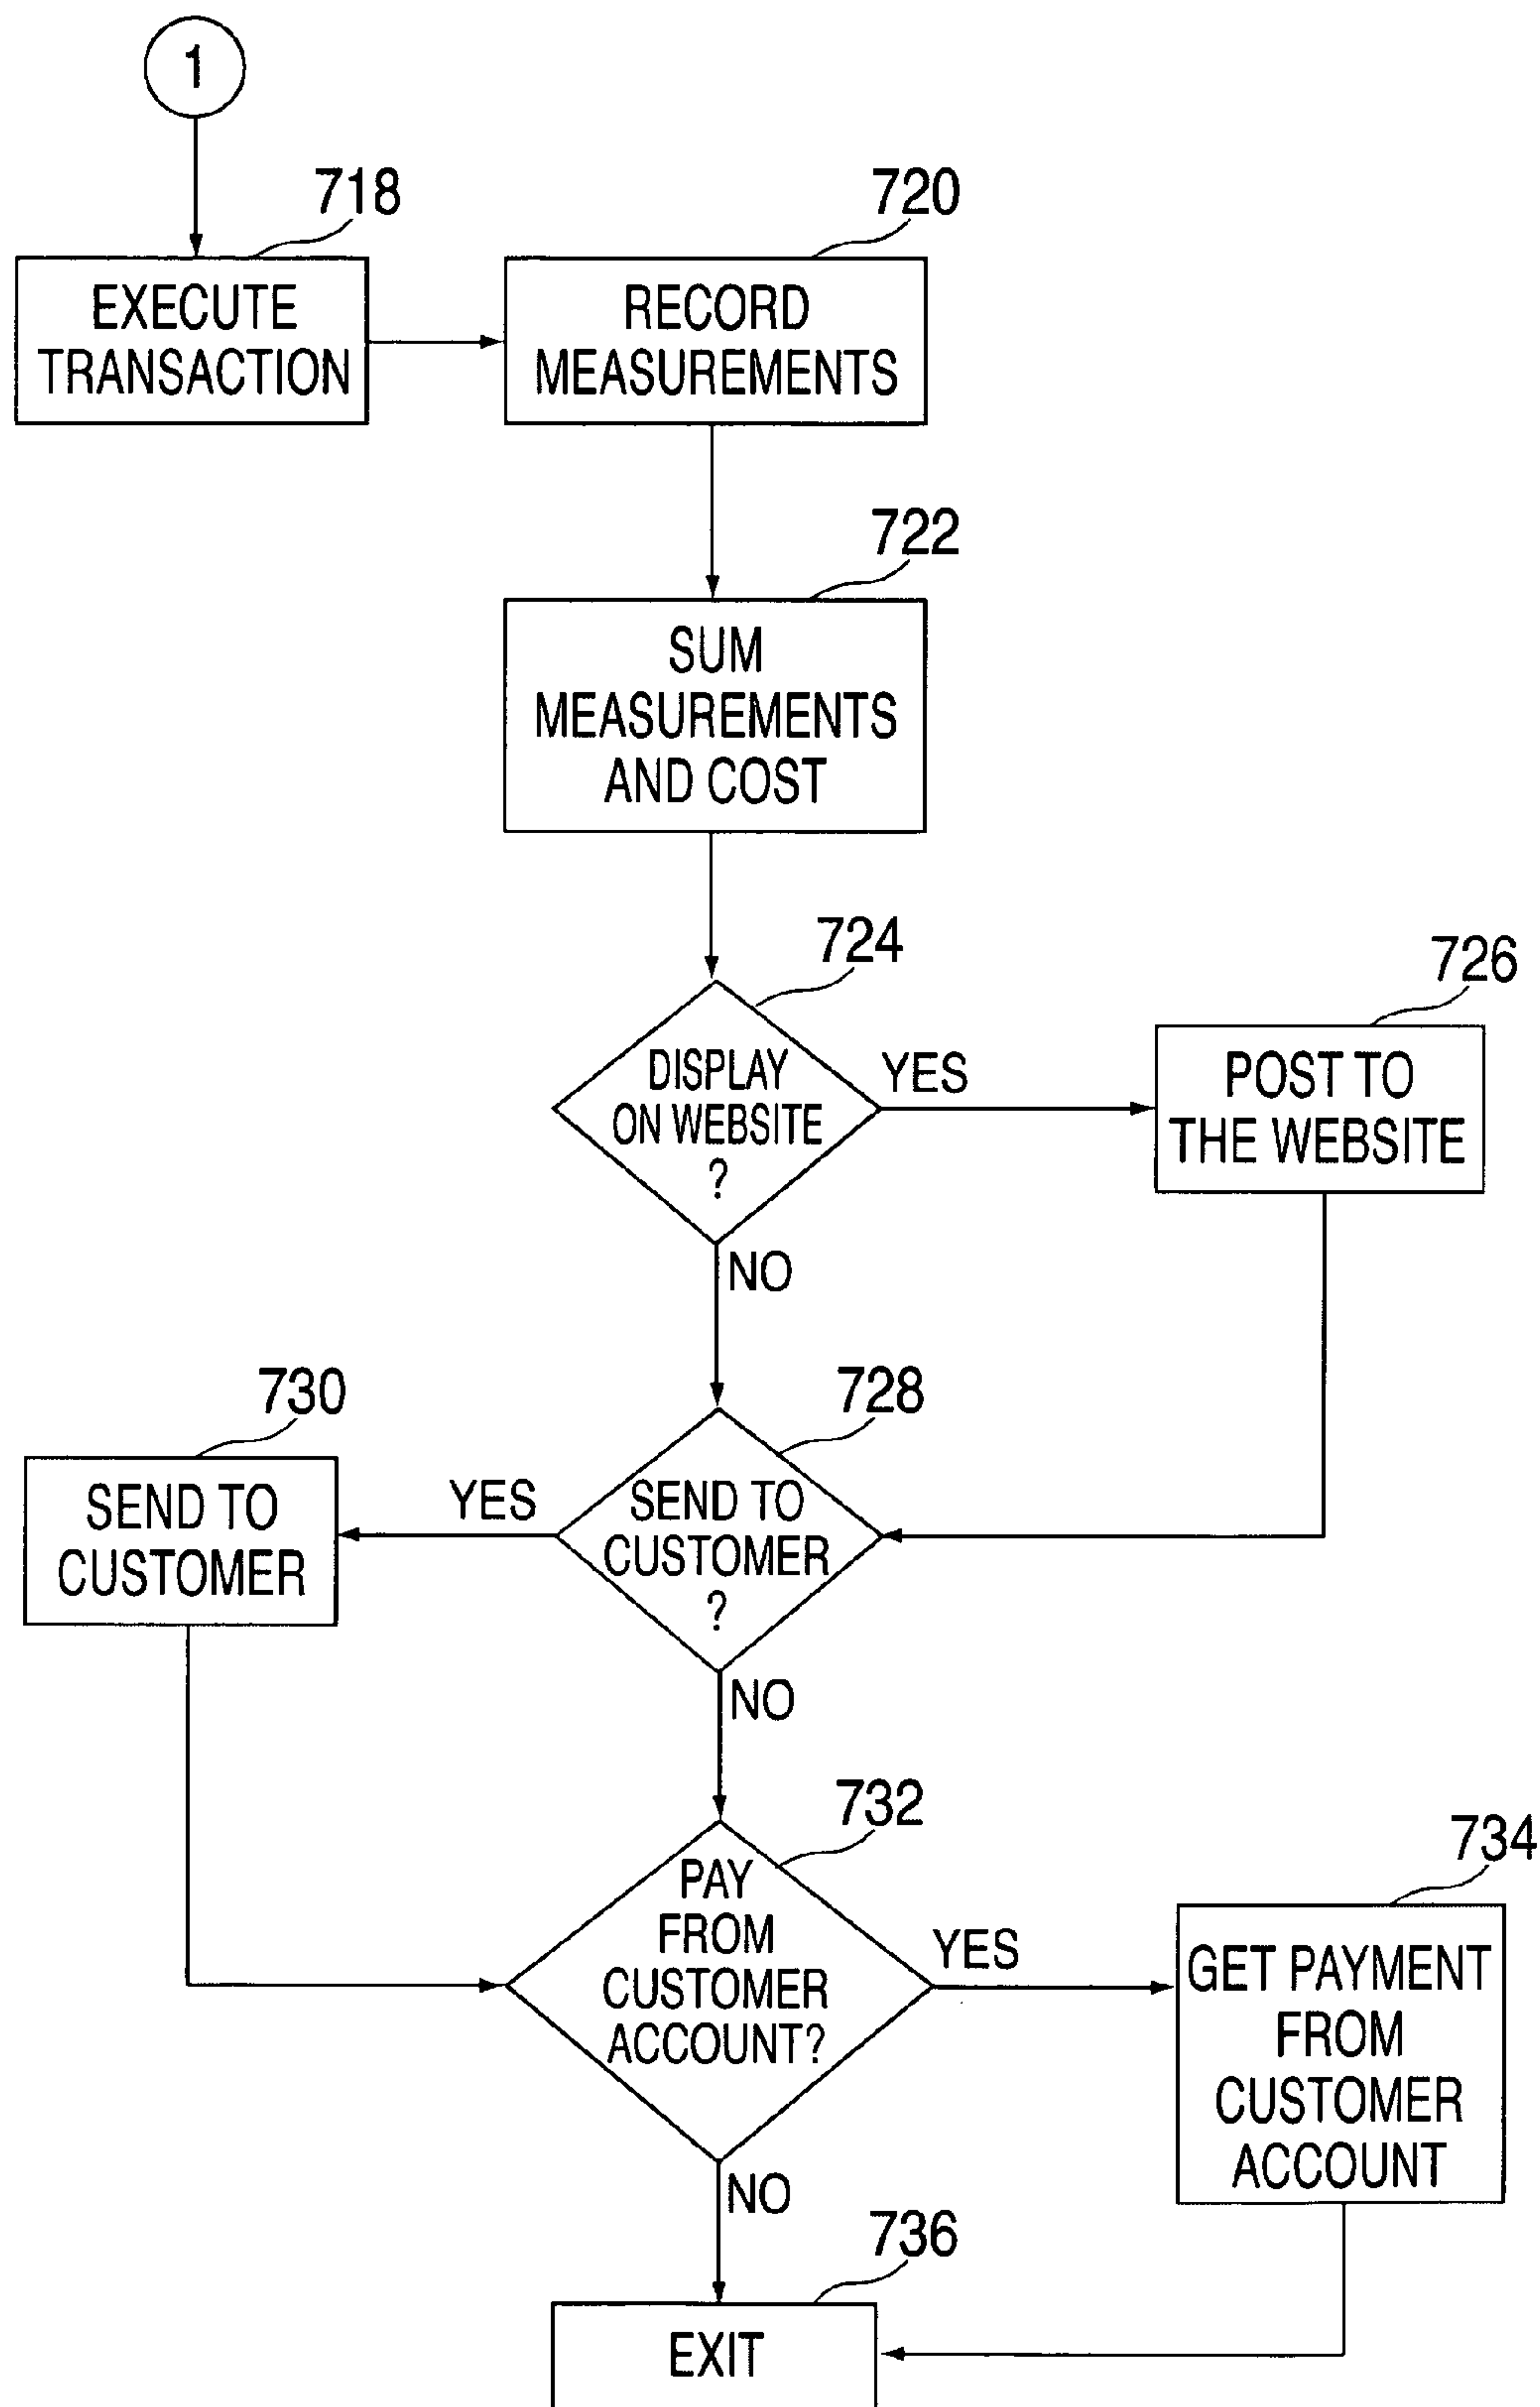 1
718
EXECUTE
TRANSACTION
720
RECORD
MEASUREMENTS
722
SUM
MEASUREMENTS
AND COST
724
DISPLAY
ON WEBSITE
?
YES
NO
726
POST TO
THE WEBSITE
728
SEND TO
CUSTOMER
?
YES
NO
730
SEND TO
CUSTOMER
732
PAY
FROM
CUSTOMER
ACCOUNT?
YES
NO
734
GET PAYMENT
FROM
CUSTOMER
ACCOUNT
736
EXIT